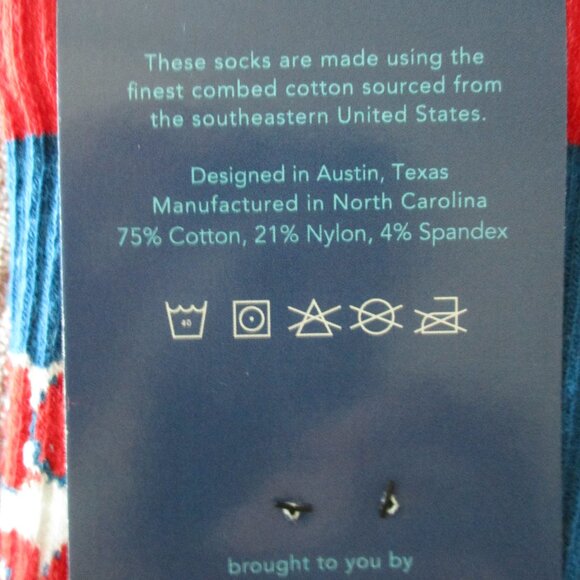 These socks are made using the
finest combed cotton sourced from
the southeastern United States.
Designed in Austin, Texas
Manufactured in North Carolina
75% Cotton, 21% Nylon, 4% Spandex
40
brought to you by